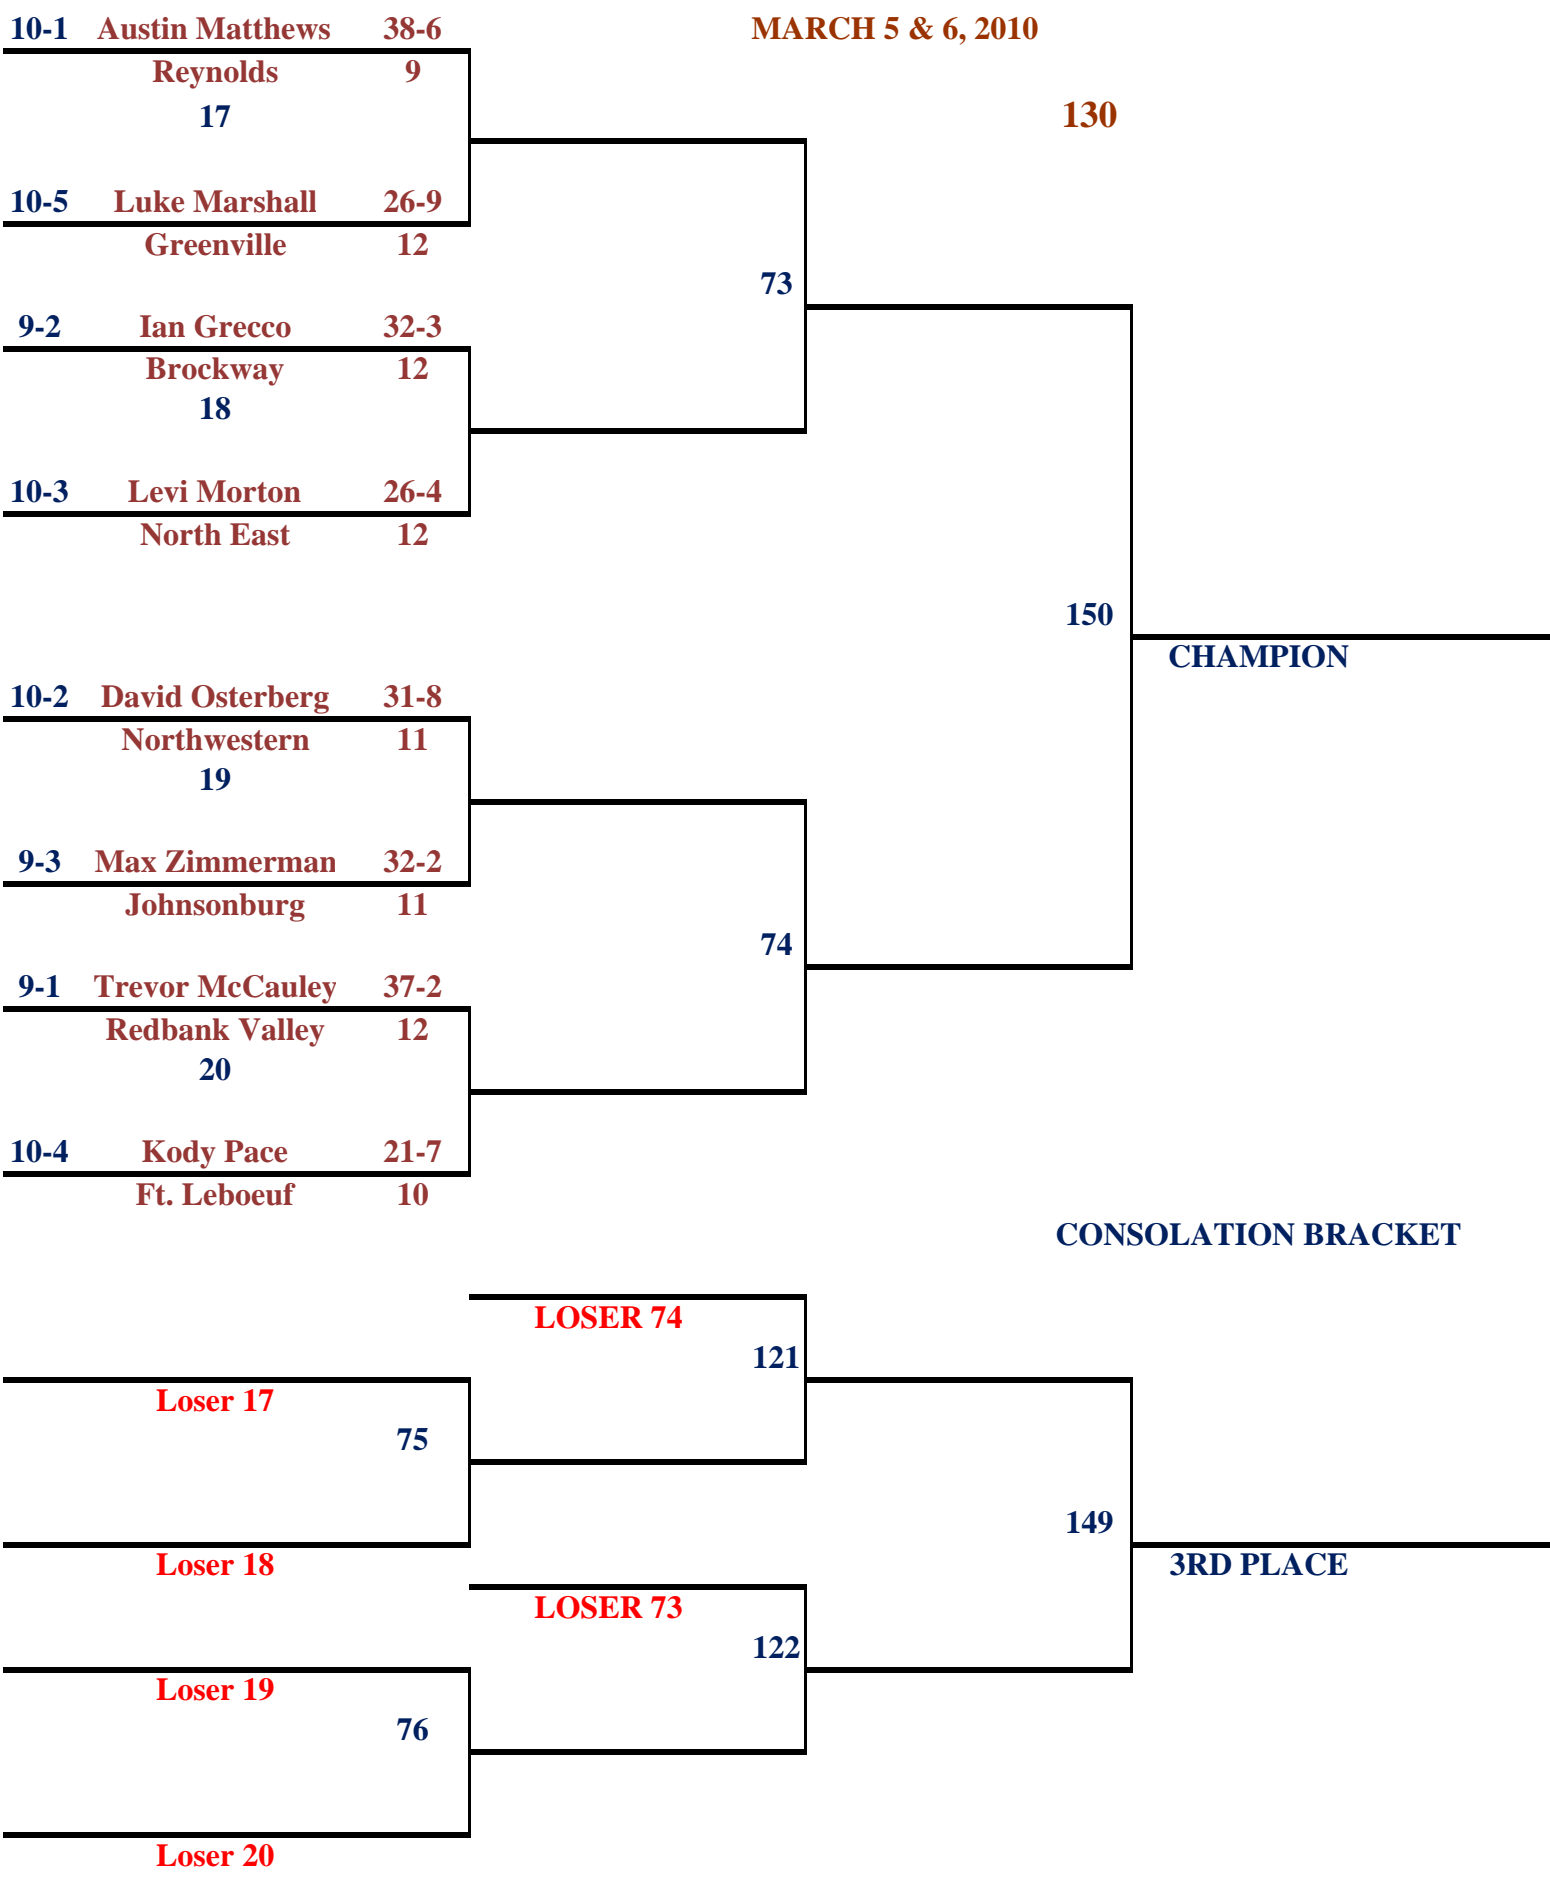 10-1 Austin Matthews 38-6 MARCH 5 & 6, 2010
Reynolds 9
17 130
10-5 Luke Marshall 26-9
Greenville 12
73
9-2 Ian Grecco 32-3
Brockway 12
18
10-3 Levi Morton 26-4
North East 12
150
CHAMPION
10-2 David Osterberg 31-8
Northwestern 11
19
9-3 Max Zimmerman 32-2
Johnsonburg 11
74
9-1 Trevor McCauley 37-2
Redbank Valley 12
20
10-4 Kody Pace 21-7
Ft. Leboeuf 10
CONSOLATION BRACKET
LOSER 74
121
Loser 17
75
149
Loser 18 3RD PLACE
LOSER 73
122
Loser 19
76
Loser 20